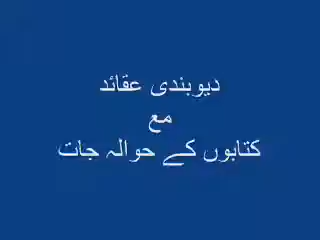 دیوبندی عقائد
مع
کتابوں کے حوالہ جات